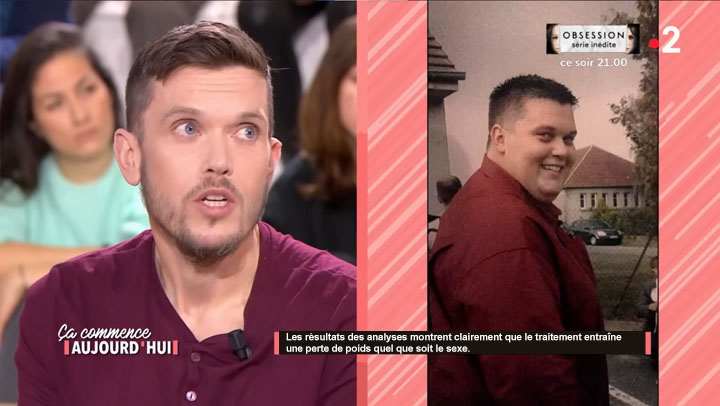 OBSESSION
série inédite
2
ce soir 21.00
Ça commence
AUJOURD'HUI
Les résultats des analyses montrent clairement que le traitement entraîne
une perte de poids quel que soit le sexe.